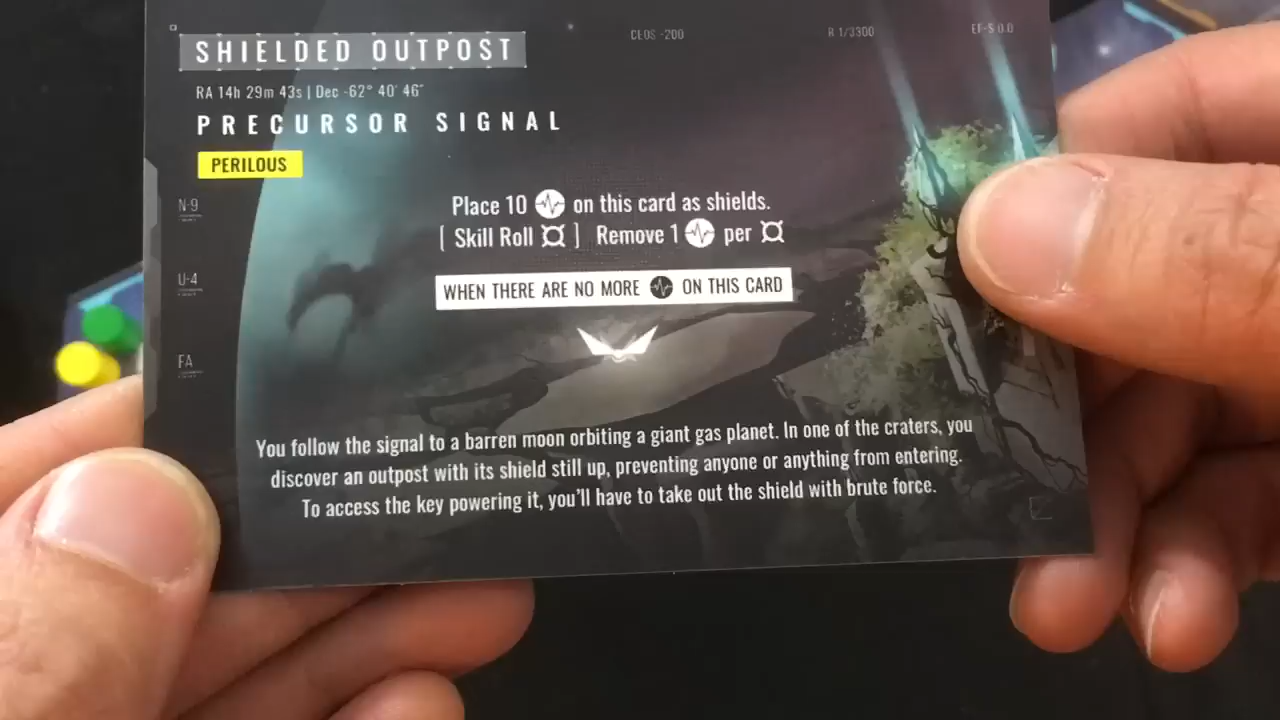 CEOS -200
R 1/3300
EF-S 0.0
SHIELDED OUTPOST
RA 14h 29m 43s | Dec -62° 40' 46"
PRECURSOR SIGNAL
PERILOUS
N-9
U-4
FA
Place 10 on this card as shields.
[ Skill Roll ] Remove 1 per
WHEN THERE ARE NO MORE ON THIS CARD
You follow the signal to a barren moon orbiting a giant gas planet. In one of the craters, you
discover an outpost with its shield still up, preventing anyone or anything from entering.
To access the key powering it, you'll have to take out the shield with brute force.